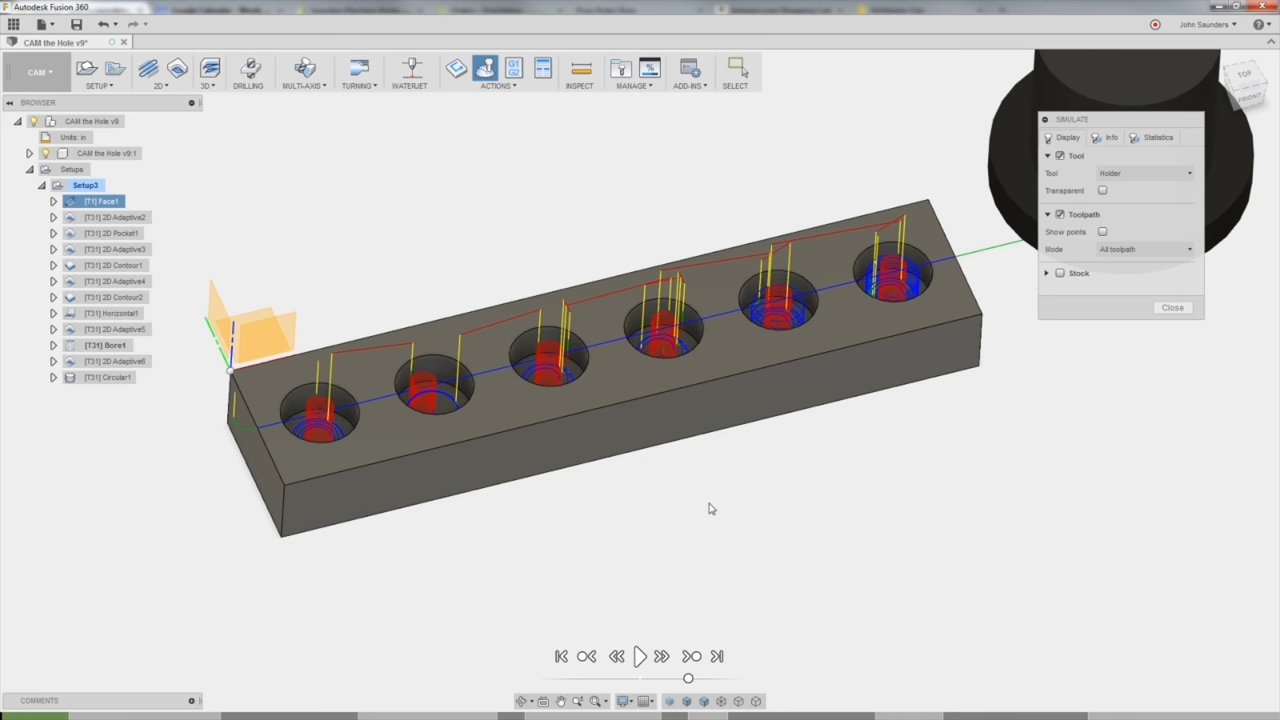 Autodesk Fusion 360
John Saunders
CAM the Hole v9*
CAM
SETUP
2D
3D
DRILLING
MULTI-AXIS
TURNING
WATERJET
G1
G2
ACTIONS
INSPECT
MANAGE
ADD-INS
SELECT
BROWSER
CAM the Hole v9
Units: in
CAM the Hole v9:1
Setups
Setup3
[T1] Face1
[T31] 2D Adaptive2
[T31] 2D Pocket1
[T31] 2D Adaptive3
[T31] 2D Contour1
[T31] 2D Adaptive4
[T31] 2D Contour2
[T31] Horizontal1
[T31] 2D Adaptive5
[T31] Bore1
[T31] 2D Adaptive6
[T31] Circular1
TOP
FRONT
SIMULATE
Display Info Statistics
Tool
Tool Holder
Transparent
Toolpath
Show points
Mode All toolpath
Stock
Close
COMMENTS